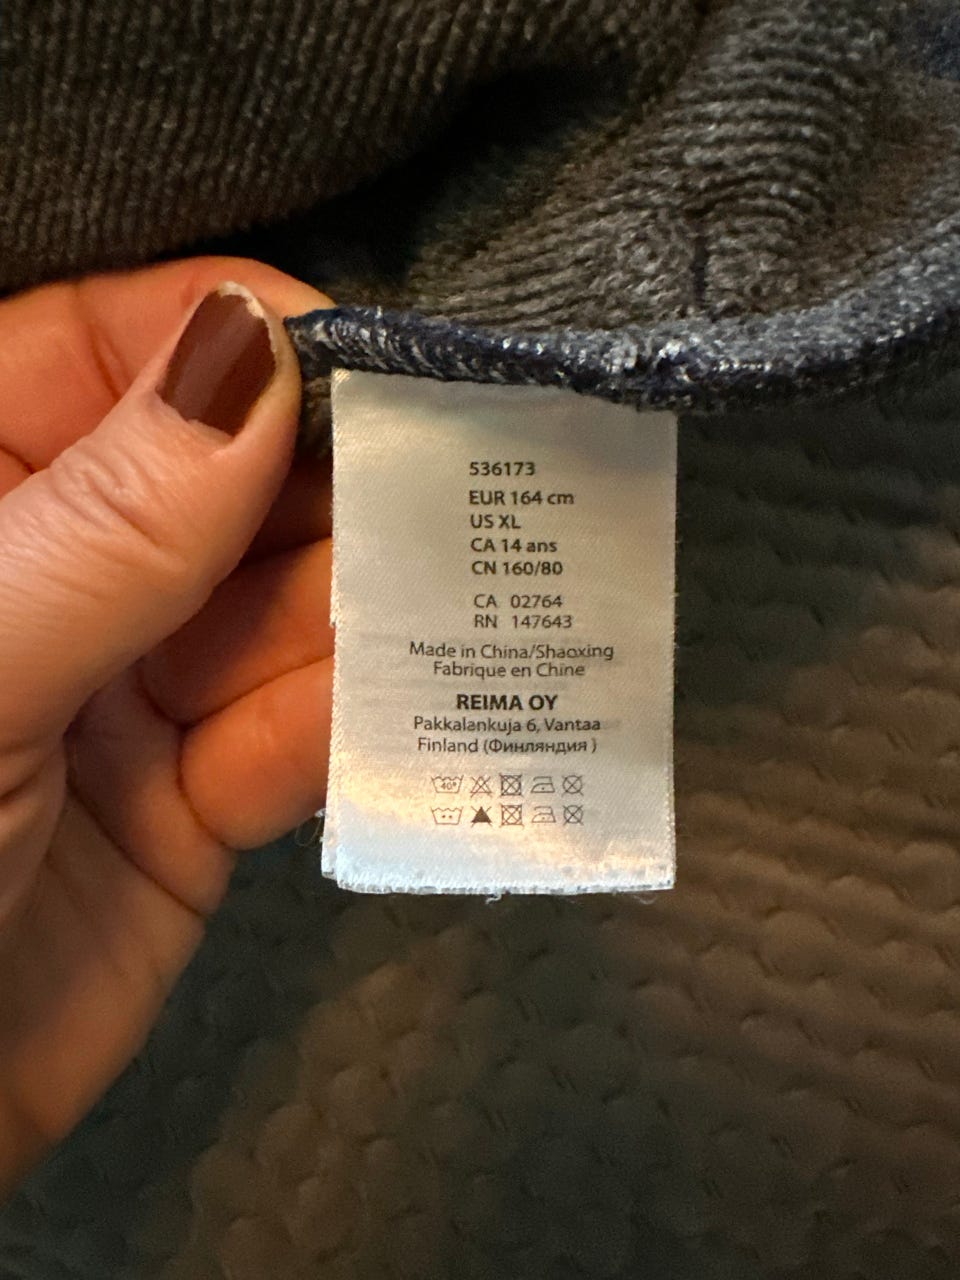 536173
EUR 164 cm
US XL
CA 14 ans
CN 160/80
CA 02764
RN 147643
Made in China/Shaoxing
Fabrique en Chine
REIMA OY
Pakkalankuja 6, Vantaa
Finland (Финляндия )
40°